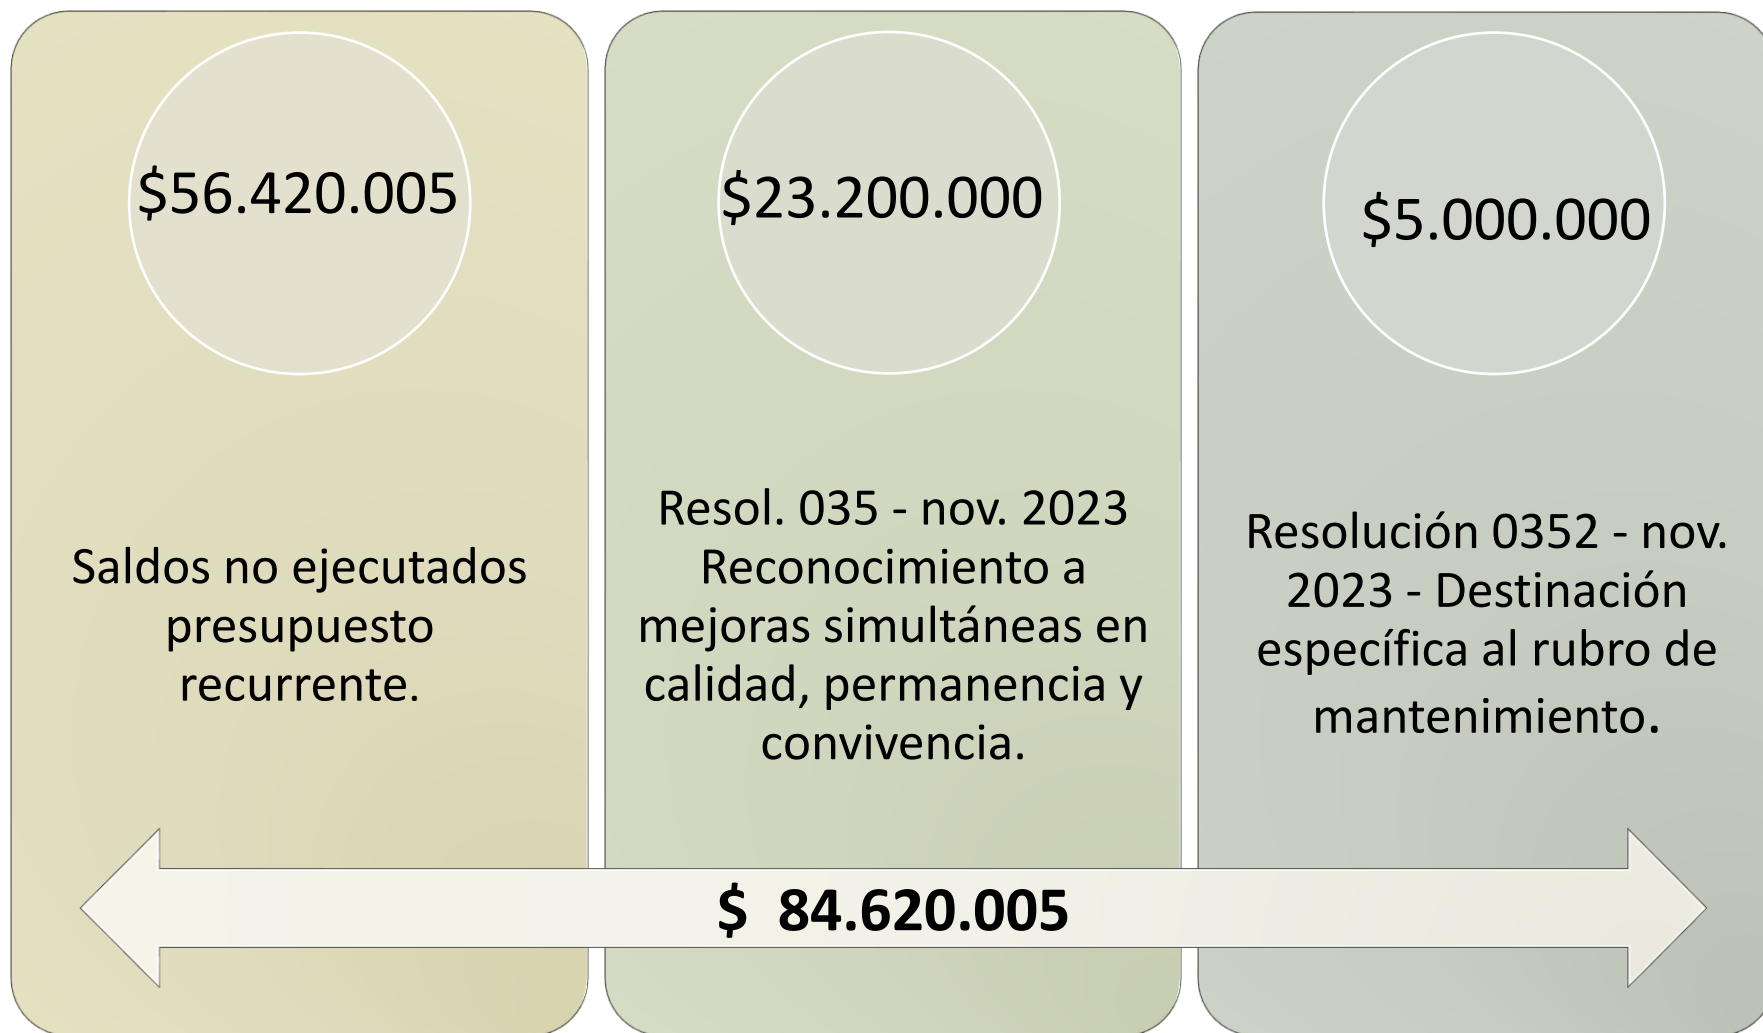 $56.420.005
Saldos no ejecutados
presupuesto
recurrente.
$23.200.000
Resol. 035 - nov. 2023
Reconocimiento a
mejoras simultáneas en
calidad, permanencia y
convivencia.
$5.000.000
Resolución 0352 - nov.
2023 - Destinación
específica al rubro de
mantenimiento.
$ 84.620.005